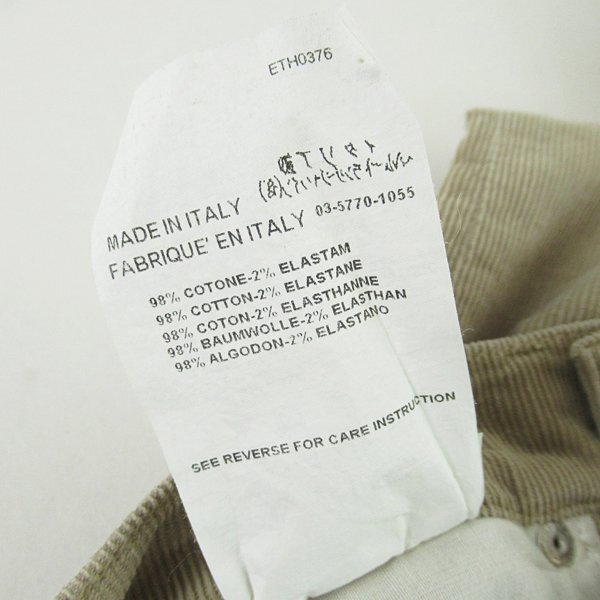 ETH0376
MADE IN ITALY
FABRIQUE' EN ITALY 03-5770-1055
98% COTONE-2% ELASTAM
98% COTTON-2% ELASTANE
98% COTON-2% ELASTHANNE
98% BAUMWOLLE-2% ELASTHAN
98% ALGODON-2% ELASTANO
SEE REVERSE FOR CARE INSTRUCTION